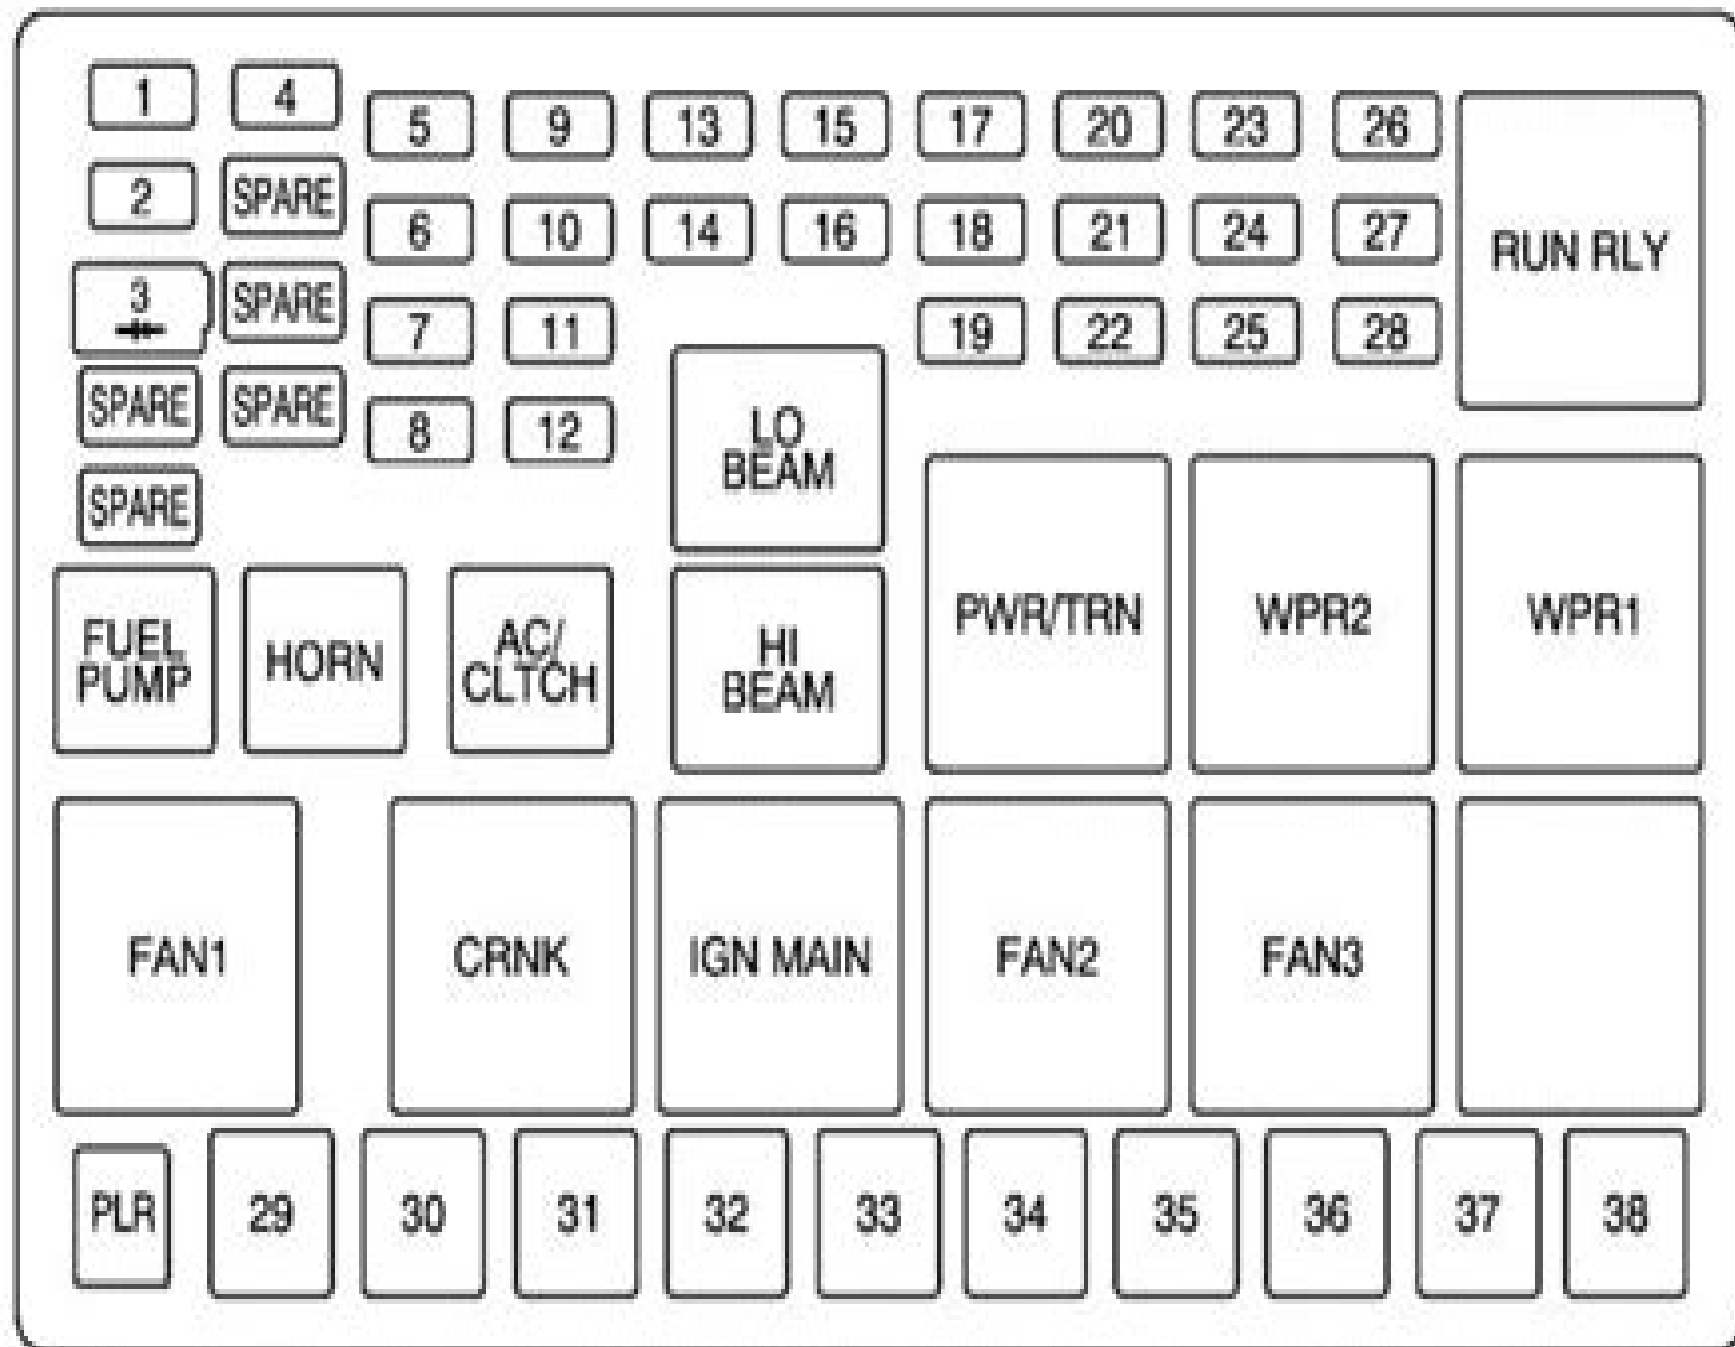 1 4
5 9 13 15 17 20 23 26
2 SPARE
6 10 14 16 18 21 24 27
RUN RLY
3 SPARE
7 11 19 22 25 28
SPARE SPARE
8 12
LO
BEAM
SPARE
FUEL
PUMP
HORN
AC/
CLTCH
HI
BEAM
PWR/TRN WPR2 WPR1
FAN1 CRNK IGN MAIN FAN2 FAN3
PLR 29 30 31 32 33 34 35 36 37 38